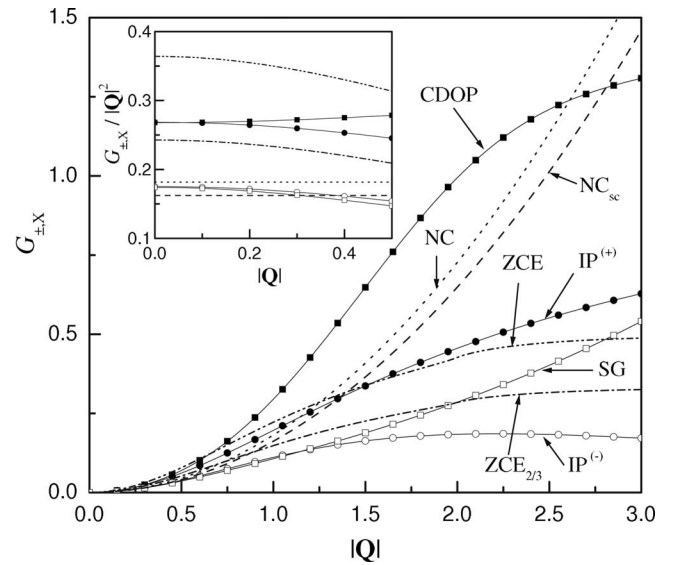 1.5
1.0
0.5
0.0
G±,X
0.0 0.5 1.0 1.5 2.0 2.5 3.0
|Q|
0.4
0.3
0.2
0.1
G±,X / |Q|²
0.0 0.2 0.4
|Q|
CDOP
NCsc
NC
ZCE
IP(+)
SG
ZCE2/3
IP(-)